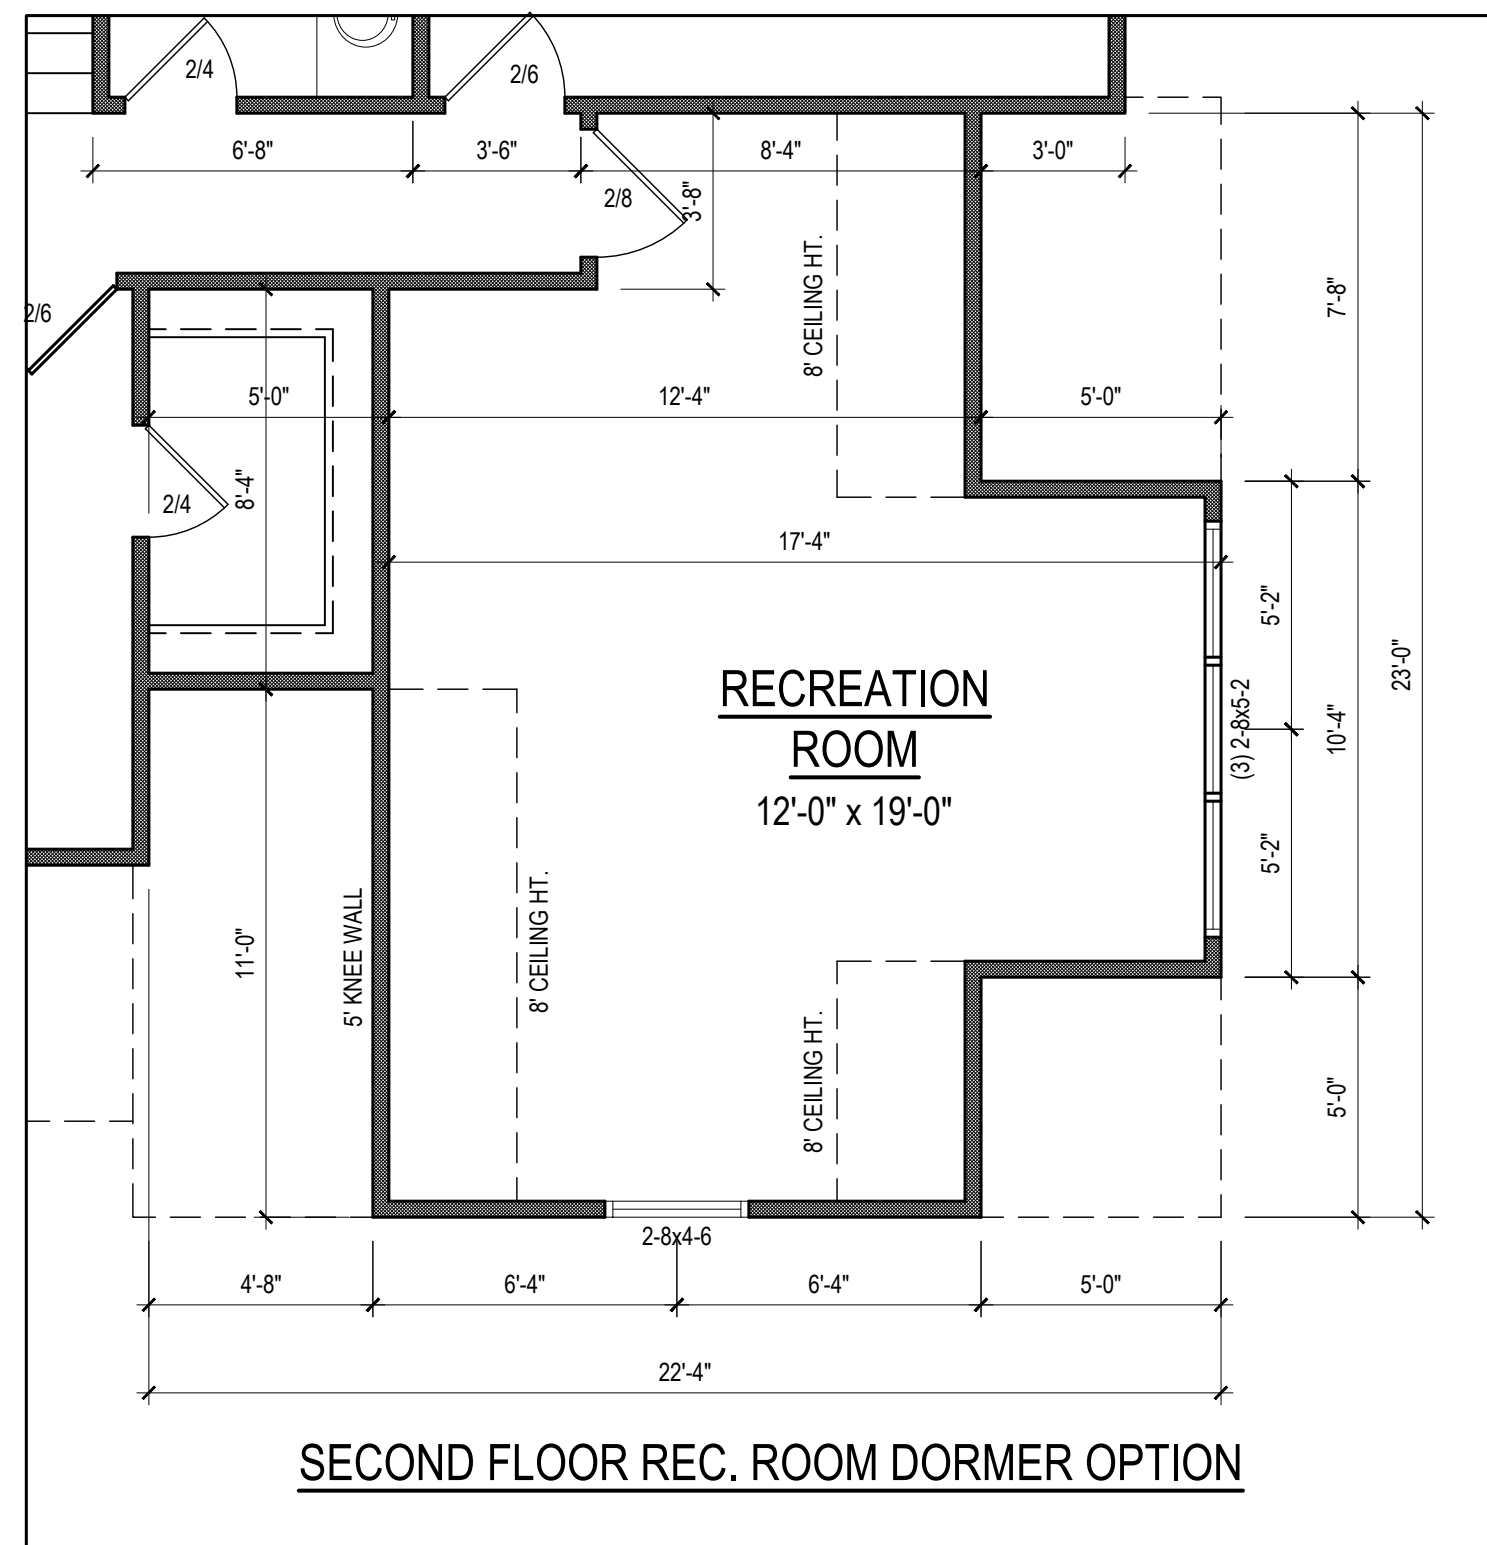 2/4
2/6
6'-8"
3'-6"
8'-4"
3'-0"
2/8
3'-8"
8' CEILING HT.
7'-8"
2/6
5'-0"
12'-4"
5'-0"
8'-4"
2/4
17'-4"
5'-2"
23'-0"
RECREATION
ROOM
12'-0" x 19'-0"
(3) 2-8x5-2
10'-4"
5'-2"
11'-0"
5' KNEE WALL
8' CEILING HT.
8' CEILING HT.
5'-0"
2-8x4-6
4'-8"
6'-4"
6'-4"
5'-0"
22'-4"
SECOND FLOOR REC. ROOM DORMER OPTION